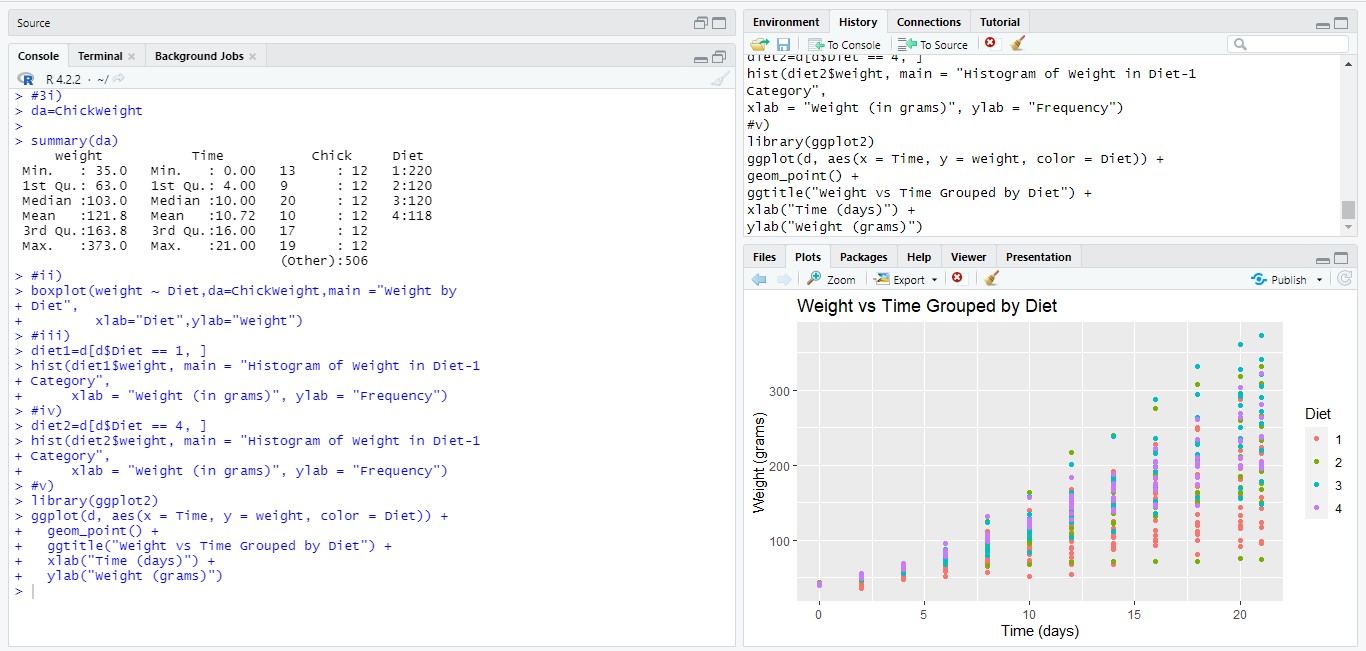 Source
Console Terminal Background Jobs
R 4.2.2 · ~/
> #3i)
> da=ChickWeight
>
> summary(da)
weight Time Chick Diet
Min. : 35.0 Min. : 0.00 13 : 12 1:220
1st Qu.: 63.0 1st Qu.: 4.00 9 : 12 2:120
Median :103.0 Median :10.00 20 : 12 3:120
Mean :121.8 Mean :10.72 10 : 12 4:118
3rd Qu.:163.8 3rd Qu.:16.00 17 : 12
Max. :373.0 Max. :21.00 19 : 12
(Other):506
> #ii)
> boxplot(weight ~ Diet,da=ChickWeight,main ="Weight by
+ Diet",
+ xlab="Diet",ylab="Weight")
> #iii)
> diet1=d[d$Diet == 1, ]
> hist(diet1$weight, main = "Histogram of Weight in Diet-1
+ Category",
+ xlab = "Weight (in grams)", ylab = "Frequency")
> #iv)
> diet2=d[d$Diet == 4, ]
> hist(diet2$weight, main = "Histogram of Weight in Diet-1
+ Category",
+ xlab = "Weight (in grams)", ylab = "Frequency")
> #v)
> library(ggplot2)
> ggplot(d, aes(x = Time, y = weight, color = Diet)) +
+ geom_point() +
+ ggtitle("Weight vs Time Grouped by Diet") +
+ xlab("Time (days)") +
+ ylab("Weight (grams)")
>
Environment History Connections Tutorial
To Console To Source
diet2=d[d$Diet == 4, ]
hist(diet2$weight, main = "Histogram of Weight in Diet-1
Category",
xlab = "Weight (in grams)", ylab = "Frequency")
#v)
library(ggplot2)
ggplot(d, aes(x = Time, y = weight, color = Diet)) +
geom_point() +
ggtitle("Weight vs Time Grouped by Diet") +
xlab("Time (days)") +
ylab("Weight (grams)")
Files Plots Packages Help Viewer Presentation
Zoom Export Publish
Weight vs Time Grouped by Diet
Weight (grams)
300
200
100
0 5 10 15 20
Time (days)
Diet
1
2
3
4